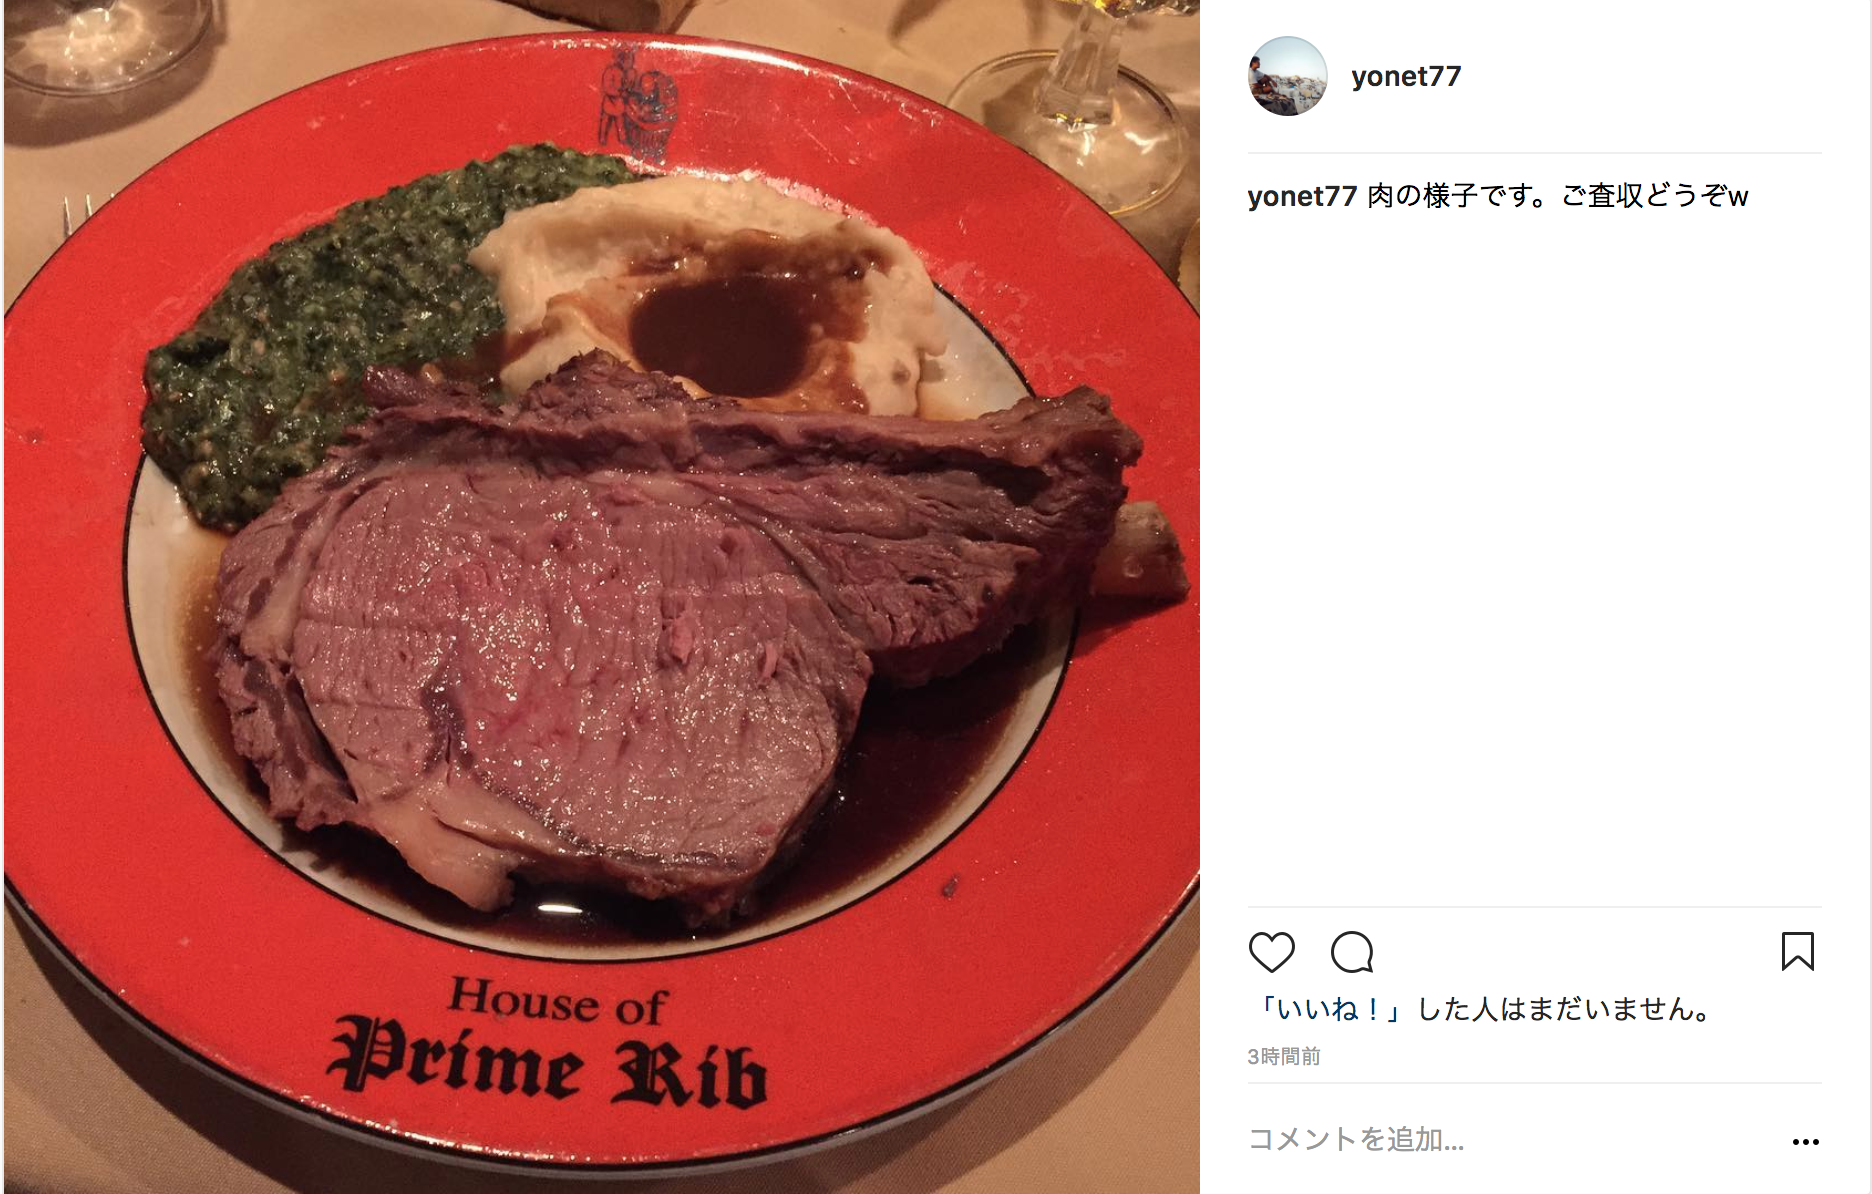 House of
Prime Rib
yonet77
yonet77 肉の様子です。ご査収どうぞw
「いいね！」した人はまだいません。
3時間前
コメントを追加...